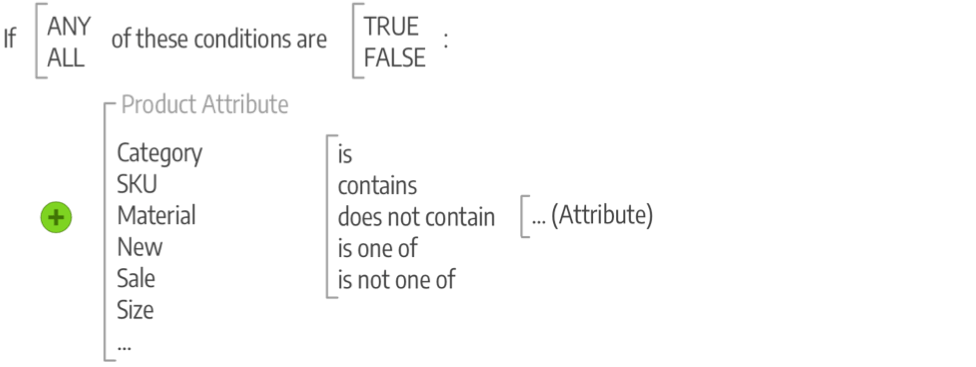 If ANY of these conditions are TRUE :
ALL FALSE
Product Attribute
Category is
SKU contains
Material does not contain ... (Attribute)
New is one of
Sale is not one of
Size
...